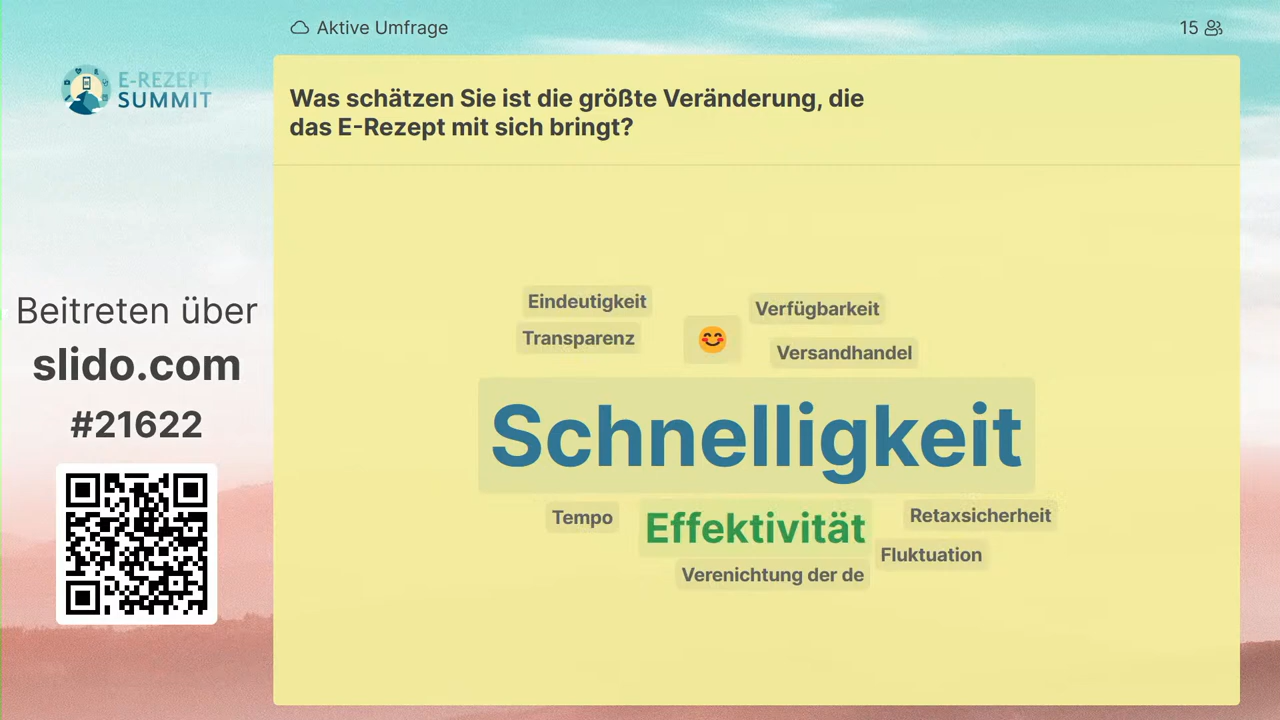 Aktive Umfrage
15
E-REZEPT
SUMMIT
Was schätzen Sie ist die größte Veränderung, die
das E-Rezept mit sich bringt?
Beitreten über
slido.com
#21622
Eindeutigkeit
Verfügbarkeit
Transparenz
Versandhandel
Schnelligkeit
Tempo
Effektivität
Retaxsicherheit
Fluktuation
Verenichtung der de